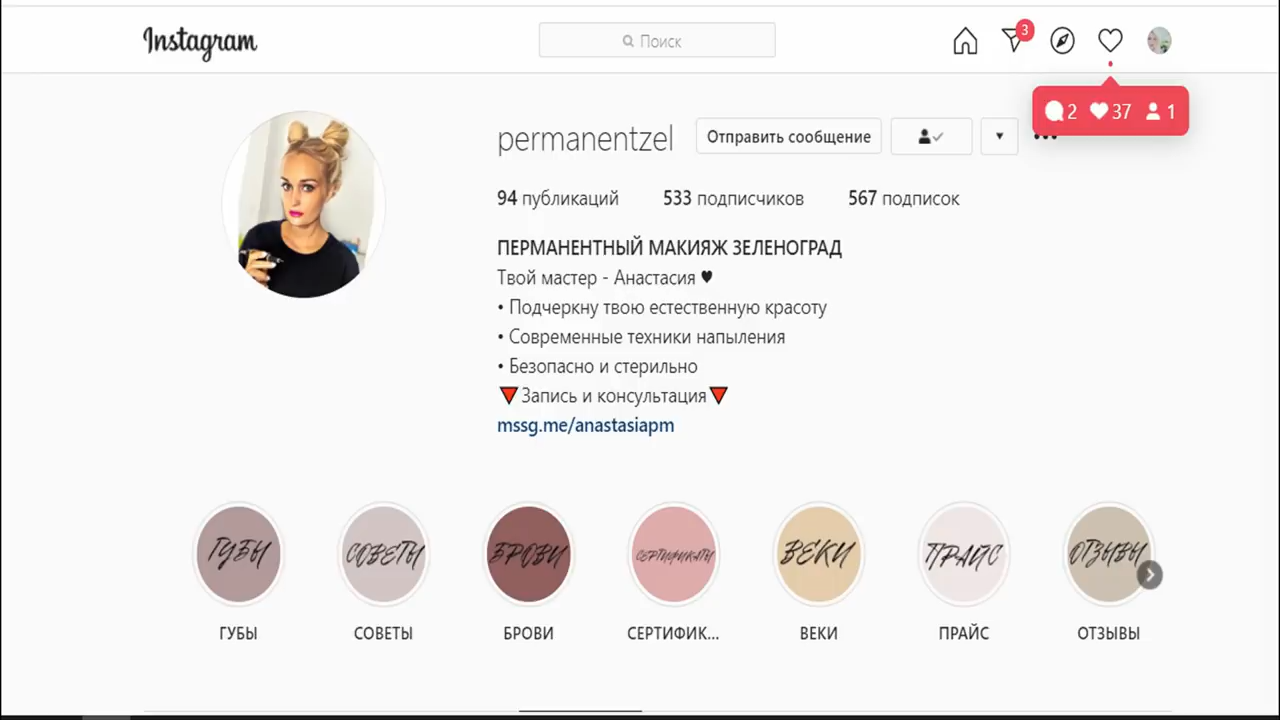 Instagram
Поиск
3
2 37 1
permanentzel
Отправить сообщение
94 публикаций 533 подписчиков 567 подписок
ПЕРМАНЕНТНЫЙ МАКИЯЖ ЗЕЛЕНОГРАД
Твой мастер - Анастасия ♥
• Подчеркну твою естественную красоту
• Современные техники напыления
• Безопасно и стерильно
🔻Запись и консультация🔻
mssg.me/anastasiapm
ГУБЫ СОВЕТЫ БРОВИ СЕРТИФИКАТЫ ВЕКИ ПРАЙС ОТЗЫВЫ
ГУБЫ СОВЕТЫ БРОВИ СЕРТИФИК... ВЕКИ ПРАЙС ОТЗЫВЫ